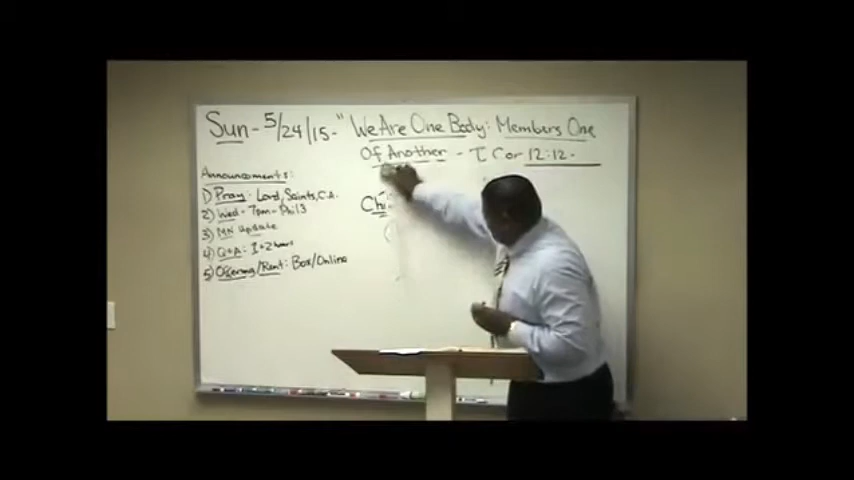 Sun - 5/24/15 - "We Are One Body: Members One
Of Another - I Cor 12:12-
Announcements:
1) Pray: Lord, Saints, C.A.
2) Wed - 7pm - Phil 3
3) MN Update
4) Q+A: 1+2 hours
5) Offering/Rent: Box/Online